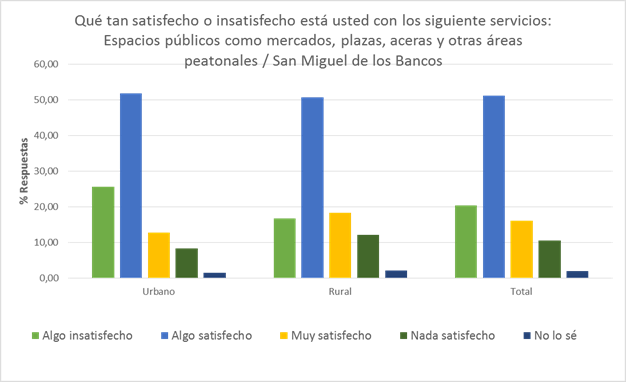 Qué tan satisfecho o insatisfecho está usted con los siguiente servicios:
Espacios públicos como mercados, plazas, aceras y otras áreas
peatonales / San Miguel de los Bancos
60,00
50,00
40,00
30,00
20,00
10,00
0,00
% Respuestas
Urbano Rural Total
Algo insatisfecho Algo satisfecho Muy satisfecho Nada satisfecho No lo sé